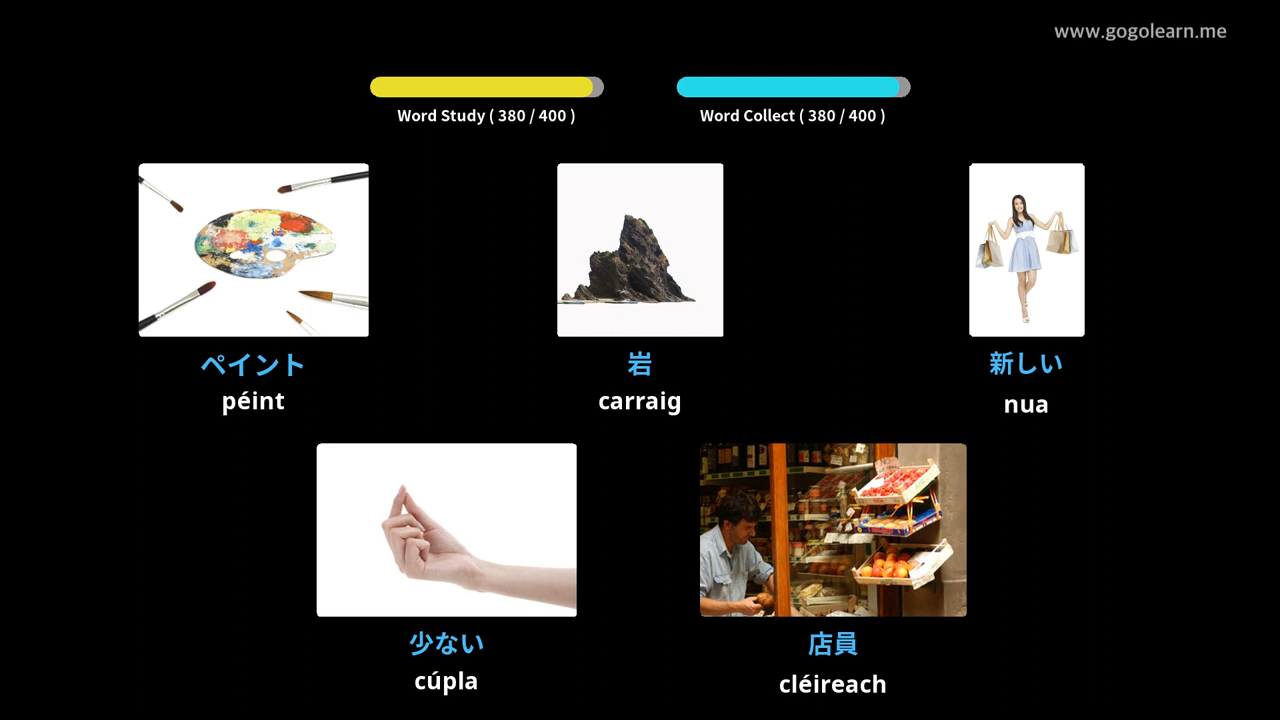 www.gogolearn.me
Word Study ( 380 / 400 )
Word Collect ( 380 / 400 )
ペイント
péint
岩
carraig
新しい
nua
少ない
cúpla
店員
cléireach